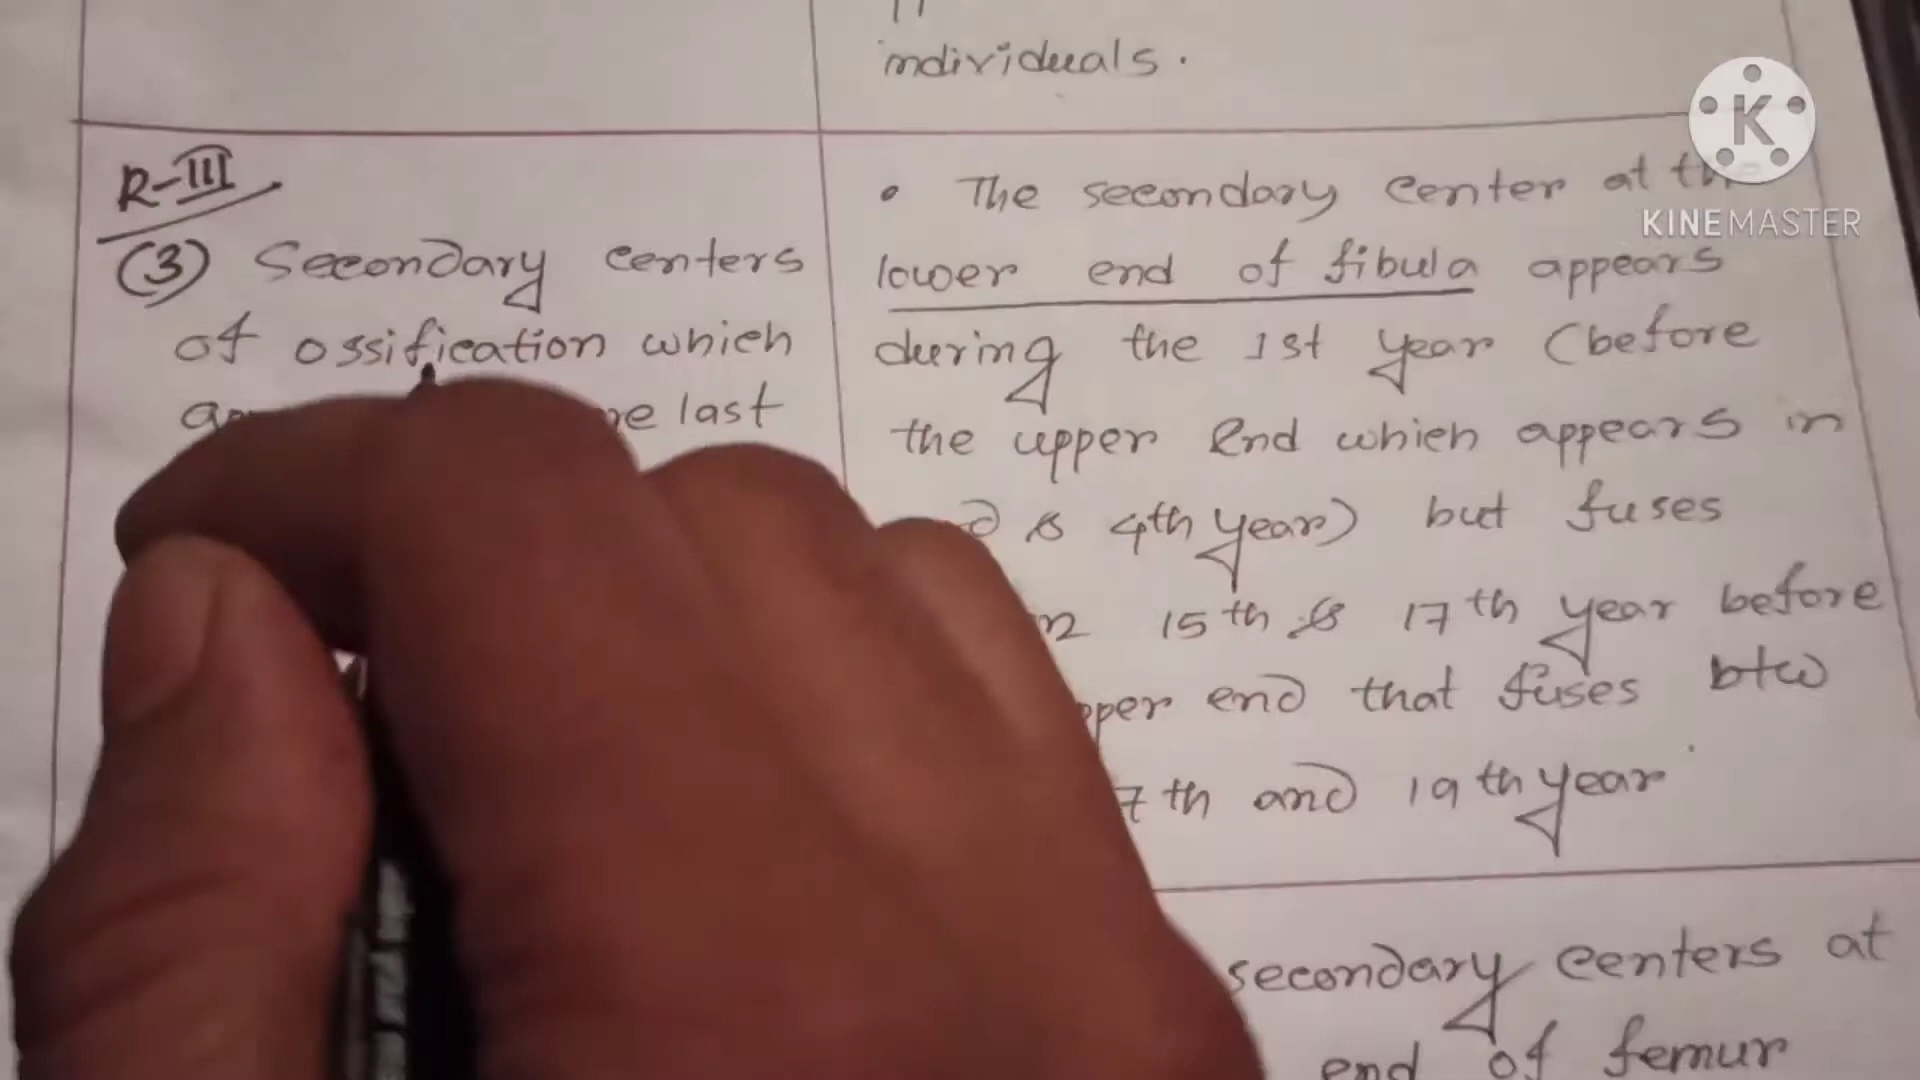 individuals.
R-III
(3) Secondary centers
of ossification which
last
• The secondary center at
lower end of fibula appears
during the 1st year (before
the upper end which appears in
& 4th year) but fuses
15th & 17th year before
end that fuses btw
and 19th year
secondary centers at
end of femur
K
KINEMASTER